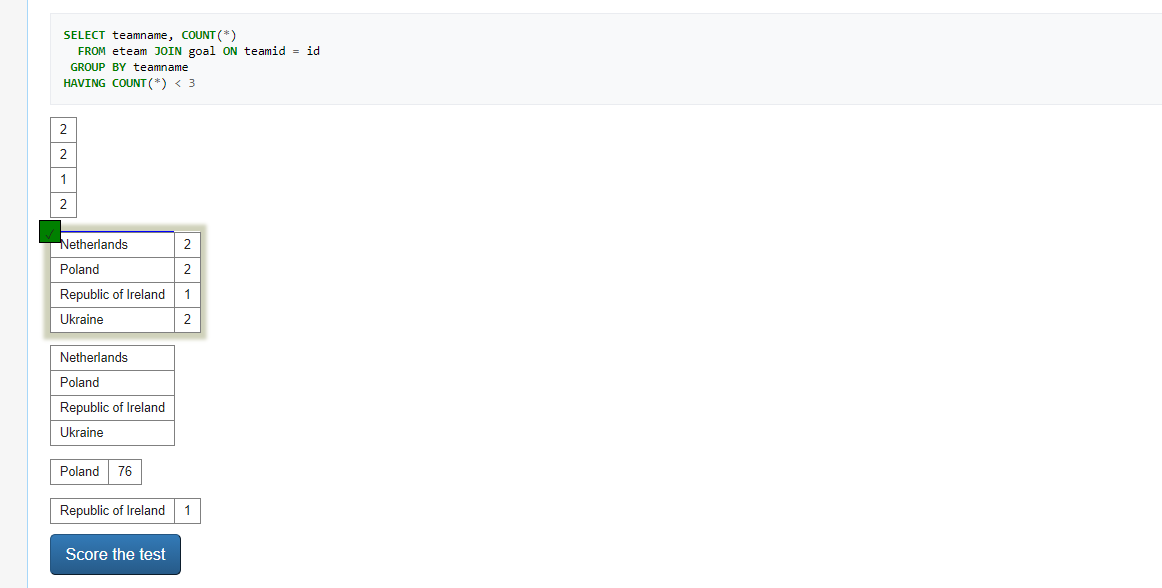 SELECT teamname, COUNT(*)
FROM eteam JOIN goal ON teamid = id
GROUP BY teamname
HAVING COUNT(*) < 3
2
2
1
2
Netherlands 2
Poland 2
Republic of Ireland 1
Ukraine 2
Netherlands
Poland
Republic of Ireland
Ukraine
Poland 76
Republic of Ireland 1
Score the test